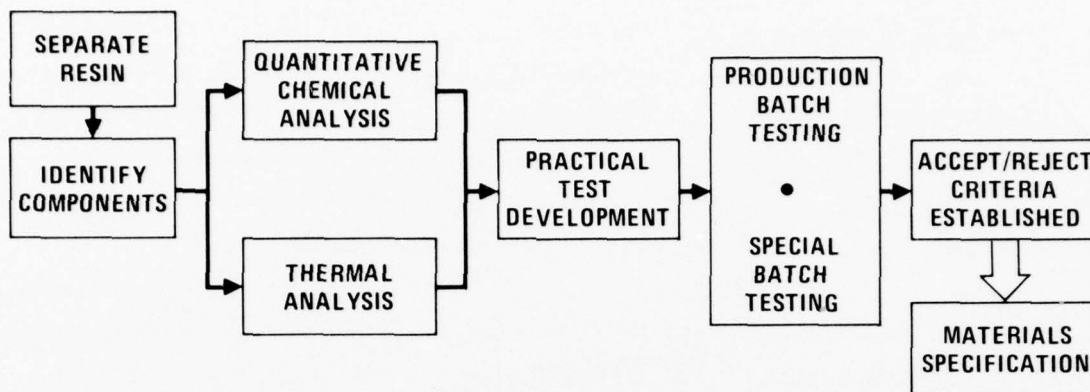 SEPARATE
RESIN
IDENTIFY
COMPONENTS
QUANTITATIVE
CHEMICAL
ANALYSIS
THERMAL
ANALYSIS
PRACTICAL
TEST
DEVELOPMENT
PRODUCTION
BATCH
TESTING
•
SPECIAL
BATCH
TESTING
ACCEPT/REJECT
CRITERIA
ESTABLISHED
MATERIALS
SPECIFICATION